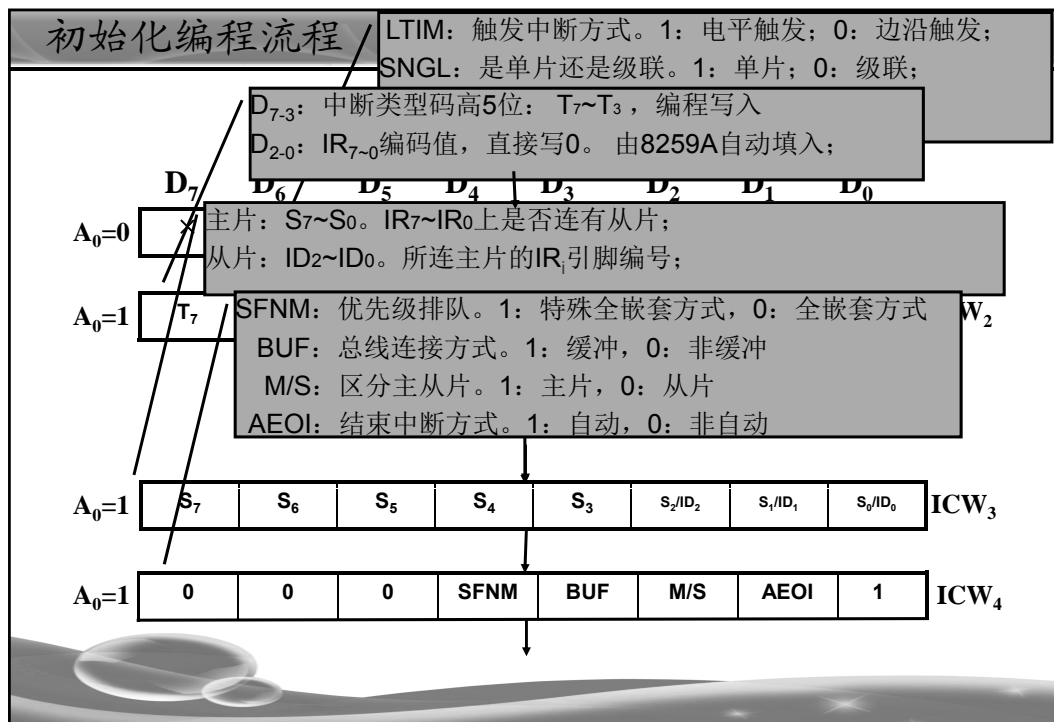 初始化编程流程
LTIM：触发中断方式。1：电平触发；0：边沿触发；
SNGL：是单片还是级联。1：单片；0：级联；
D7-3：中断类型码高5位：T7~T3，编程写入
D2-0：IR7~0编码值，直接写0。由8259A自动填入；
D7 D6 D5 D4 D3 D2 D1 D0
A0=0 ×
主片：S7~S0。IR7~IR0上是否连有从片；
从片：ID2~ID0。所连主片的IRi引脚编号；
A0=1 T7
SFNM：优先级排队。1：特殊全嵌套方式，0：全嵌套方式
BUF：总线连接方式。1：缓冲，0：非缓冲
M/S：区分主从片。1：主片，0：从片
AEOI：结束中断方式。1：自动，0：非自动
A0=1 S7 S6 S5 S4 S3 S2/ID2 S1/ID1 S0/ID0 ICW3
A0=1 0 0 0 SFNM BUF M/S AEOI 1 ICW4